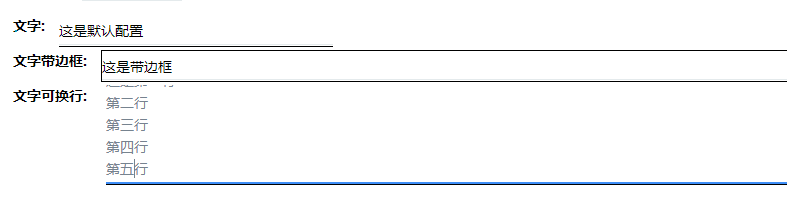 文字: 这是默认配置
文字带边框: 这是带边框
文字可换行:
第二行
第三行
第四行
第五行